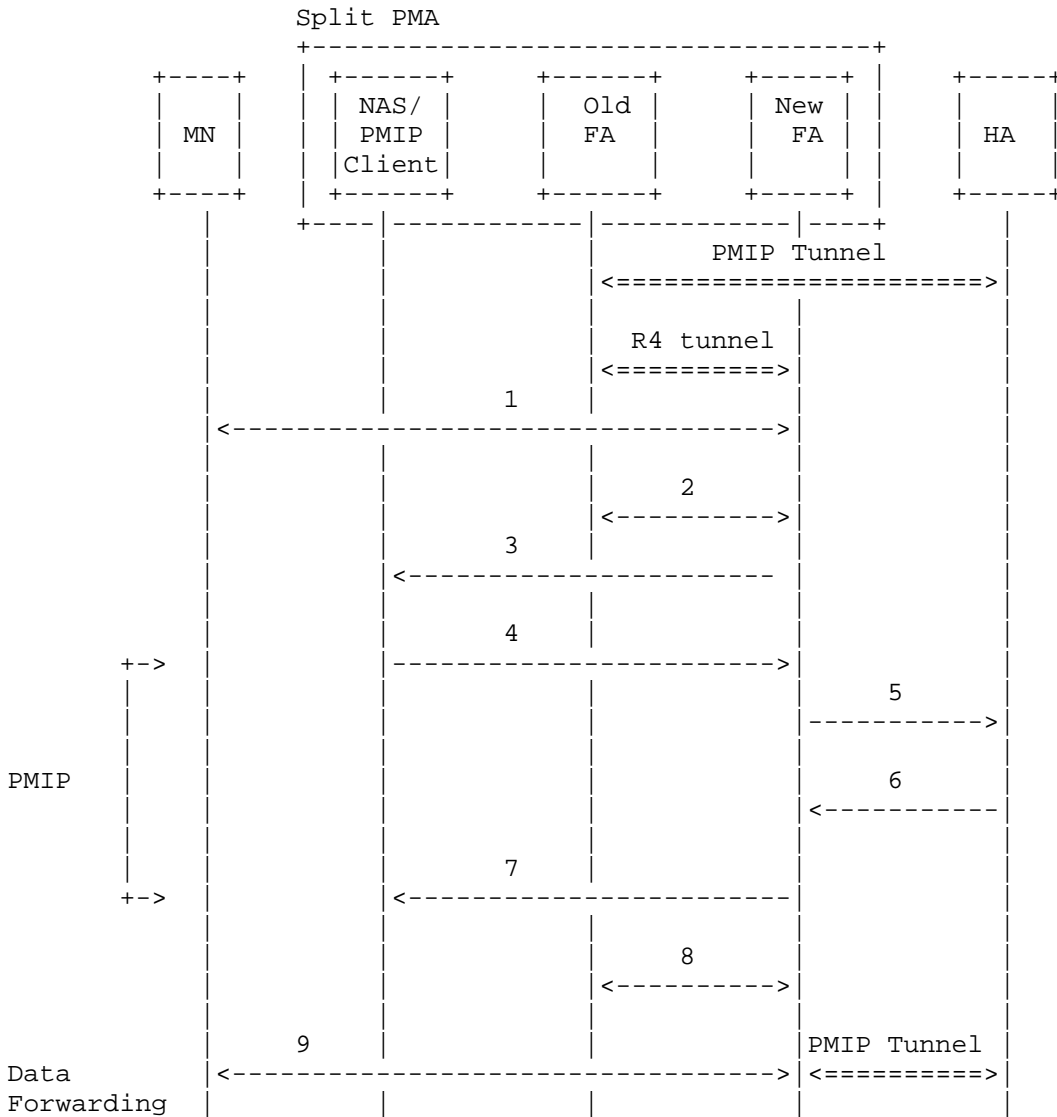 Split PMA
NAS/ Old New
MN PMIP FA FA HA
Client
PMIP Tunnel
R4 tunnel
1
2
3
4
5
PMIP 6
7
8
9 PMIP Tunnel
Data
Forwarding